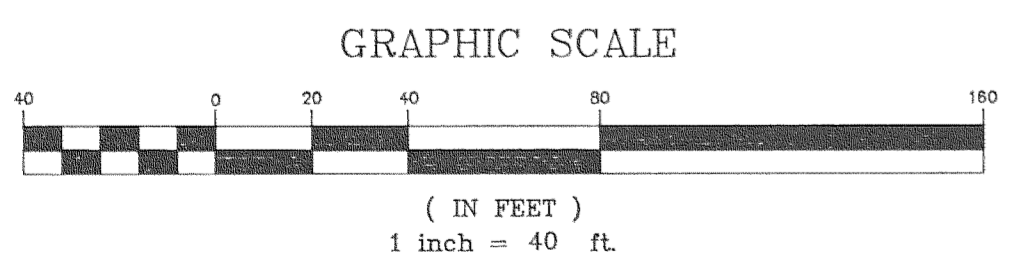 GRAPHIC SCALE
40 0 20 40 80 160
( IN FEET )
1 inch = 40 ft.